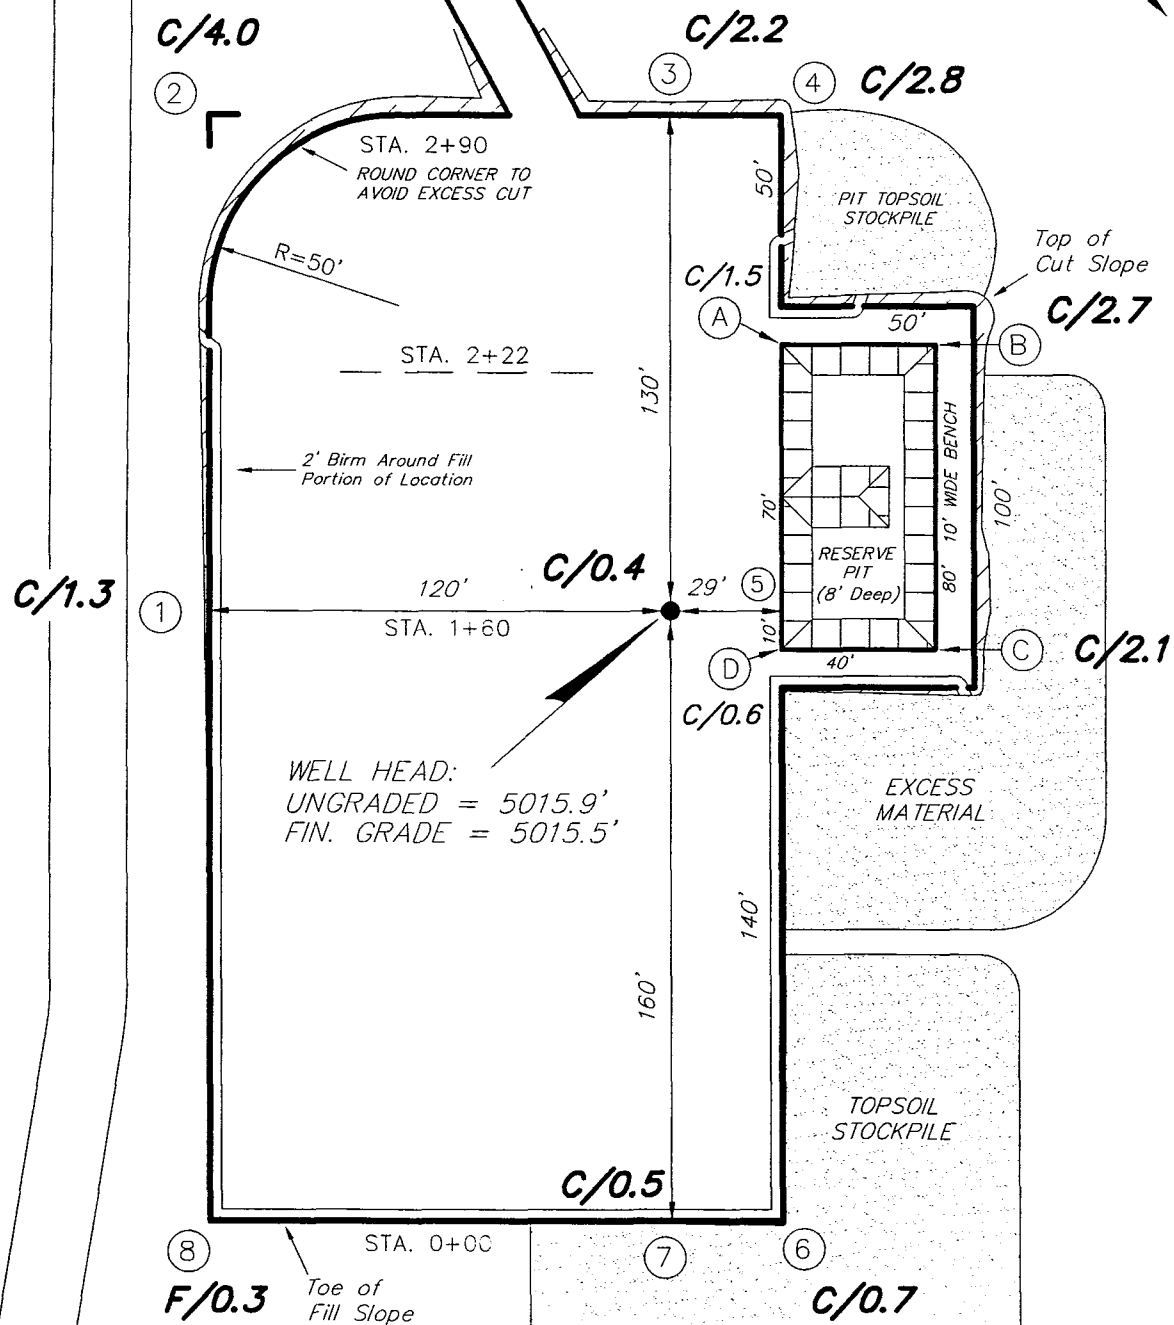 C/4.0
C/2.2
2
3
4
C/2.8
STA. 2+90
ROUND CORNER TO
AVOID EXCESS CUT
50'
PIT TOPSOIL
STOCKPILE
Top of
Cut Slope
R=50'
C/1.5
C/2.7
A
50'
B
STA. 2+22
130'
2' Birm Around Fill
Portion of Location
10' WIDE BENCH
100'
70'
RESERVE
PIT
(8' Deep)
80'
C/1.3
1
120'
C/0.4
29'
5
STA. 1+60
10'
D
40'
C
C/2.1
C/0.6
WELL HEAD:
UNGRADED = 5015.9'
FIN. GRADE = 5015.5'
EXCESS
MATERIAL
140'
160'
TOPSOIL
STOCKPILE
C/0.5
8
STA. 0+00
7
6
F/0.3
Toe of
Fill Slope
C/0.7